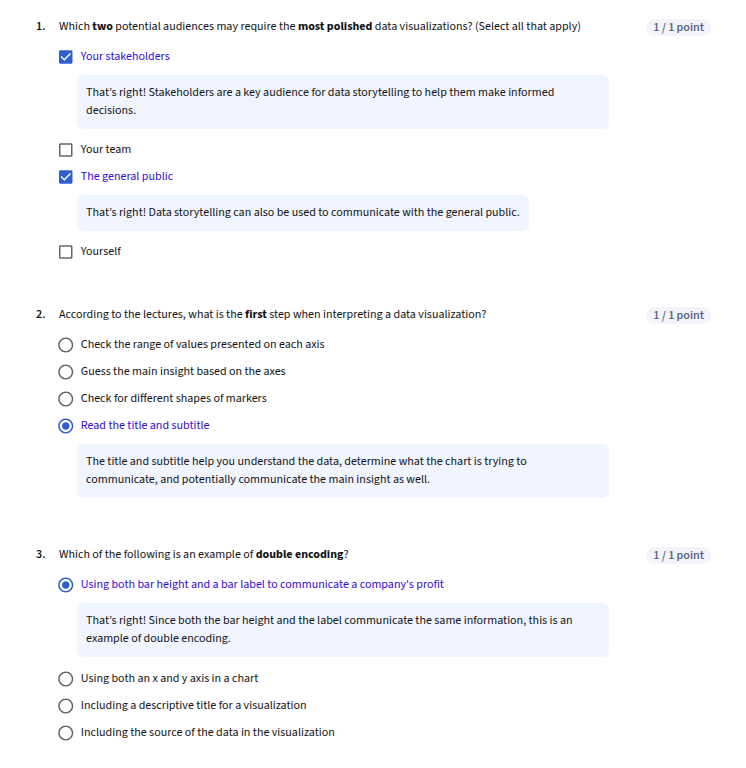 1. Which two potential audiences may require the most polished data visualizations? (Select all that apply) 1 / 1 point
Your stakeholders
That's right! Stakeholders are a key audience for data storytelling to help them make informed
decisions.
Your team
The general public
That's right! Data storytelling can also be used to communicate with the general public.
Yourself
2. According to the lectures, what is the first step when interpreting a data visualization? 1 / 1 point
Check the range of values presented on each axis
Guess the main insight based on the axes
Check for different shapes of markers
Read the title and subtitle
The title and subtitle help you understand the data, determine what the chart is trying to
communicate, and potentially communicate the main insight as well.
3. Which of the following is an example of double encoding? 1 / 1 point
Using both bar height and a bar label to communicate a company's profit
That's right! Since both the bar height and the label communicate the same information, this is an
example of double encoding.
Using both an x and y axis in a chart
Including a descriptive title for a visualization
Including the source of the data in the visualization